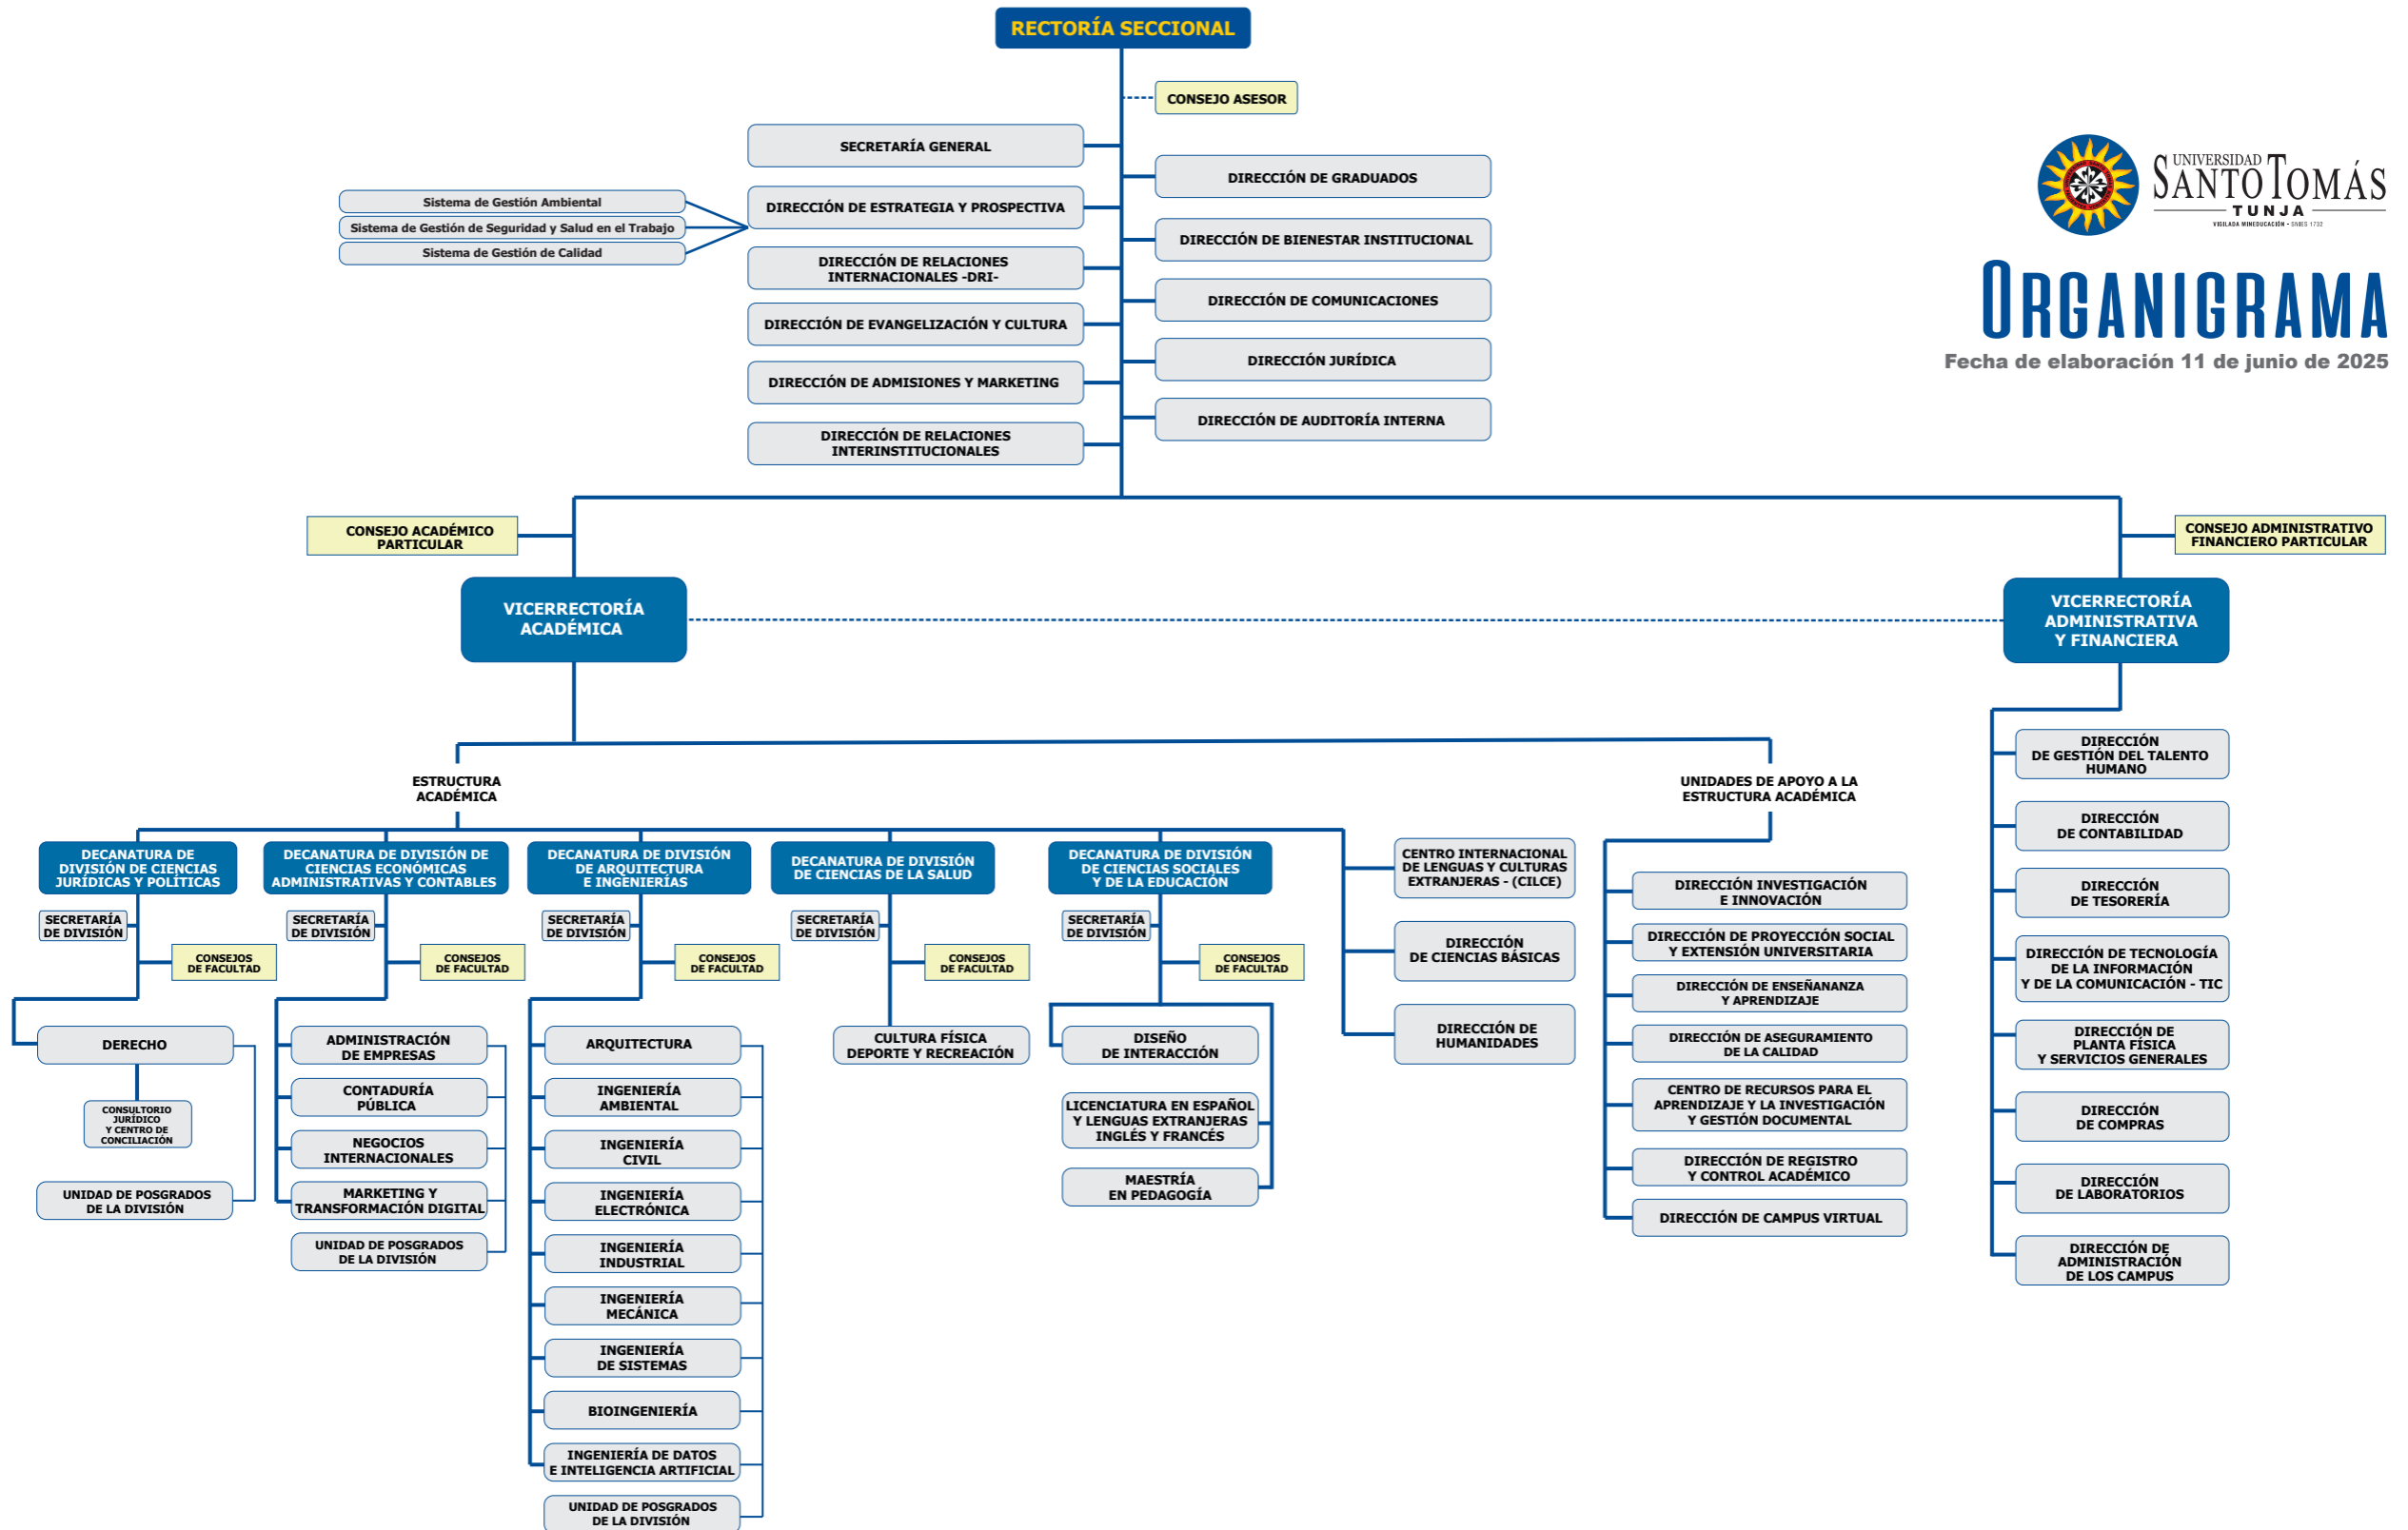 RECTORÍA SECCIONAL
CONSEJO ASESOR
SECRETARÍA GENERAL
DIRECCIÓN DE GRADUADOS
Sistema de Gestión Ambiental
Sistema de Gestión de Seguridad y Salud en el Trabajo
Sistema de Gestión de Calidad
DIRECCIÓN DE ESTRATEGIA Y PROSPECTIVA
DIRECCIÓN DE BIENESTAR INSTITUCIONAL
DIRECCIÓN DE RELACIONES
INTERNACIONALES -DRI-
DIRECCIÓN DE COMUNICACIONES
DIRECCIÓN DE EVANGELIZACIÓN Y CULTURA
DIRECCIÓN JURÍDICA
DIRECCIÓN DE ADMISIONES Y MARKETING
DIRECCIÓN DE AUDITORÍA INTERNA
DIRECCIÓN DE RELACIONES
INTERINSTITUCIONALES
UNIVERSIDAD
SANTO TOMÁS
TUNJA
VIGILADA MINEDUCACIÓN • SNIES 1732
ORGANIGRAMA
Fecha de elaboración 11 de junio de 2025
CONSEJO ACADÉMICO
PARTICULAR
CONSEJO ADMINISTRATIVO
FINANCIERO PARTICULAR
VICERRECTORÍA
ACADÉMICA
VICERRECTORÍA
ADMINISTRATIVA
Y FINANCIERA
ESTRUCTURA
ACADÉMICA
UNIDADES DE APOYO A LA
ESTRUCTURA ACADÉMICA
DECANATURA DE
DIVISIÓN DE CIENCIAS
JURÍDICAS Y POLÍTICAS
SECRETARÍA
DE DIVISIÓN
CONSEJOS
DE FACULTAD
DERECHO
CONSULTORIO
JURÍDICO
Y CENTRO DE
CONCILIACIÓN
UNIDAD DE POSGRADOS
DE LA DIVISIÓN
DECANATURA DE DIVISIÓN DE
CIENCIAS ECONÓMICAS
ADMINISTRATIVAS Y CONTABLES
SECRETARÍA
DE DIVISIÓN
CONSEJOS
DE FACULTAD
ADMINISTRACIÓN
DE EMPRESAS
CONTADURÍA
PÚBLICA
NEGOCIOS
INTERNACIONALES
MARKETING Y
TRANSFORMACIÓN DIGITAL
UNIDAD DE POSGRADOS
DE LA DIVISIÓN
DECANATURA DE DIVISIÓN
DE ARQUITECTURA
E INGENIERÍAS
SECRETARÍA
DE DIVISIÓN
CONSEJOS
DE FACULTAD
ARQUITECTURA
INGENIERÍA
AMBIENTAL
INGENIERÍA
CIVIL
INGENIERÍA
ELECTRÓNICA
INGENIERÍA
INDUSTRIAL
INGENIERÍA
MECÁNICA
INGENIERÍA
DE SISTEMAS
BIOINGENIERÍA
INGENIERÍA DE DATOS
E INTELIGENCIA ARTIFICIAL
UNIDAD DE POSGRADOS
DE LA DIVISIÓN
DECANATURA DE DIVISIÓN
DE CIENCIAS DE LA SALUD
SECRETARÍA
DE DIVISIÓN
CONSEJOS
DE FACULTAD
CULTURA FÍSICA
DEPORTE Y RECREACIÓN
DECANATURA DE DIVISIÓN
DE CIENCIAS SOCIALES
Y DE LA EDUCACIÓN
SECRETARÍA
DE DIVISIÓN
CONSEJOS
DE FACULTAD
DISEÑO
DE INTERACCIÓN
LICENCIATURA EN ESPAÑOL
Y LENGUAS EXTRANJERAS
INGLÉS Y FRANCÉS
MAESTRÍA
EN PEDAGOGÍA
CENTRO INTERNACIONAL
DE LENGUAS Y CULTURAS
EXTRANJERAS - (CILCE)
DIRECCIÓN
DE CIENCIAS BÁSICAS
DIRECCIÓN DE
HUMANIDADES
DIRECCIÓN INVESTIGACIÓN
E INNOVACIÓN
DIRECCIÓN DE PROYECCIÓN SOCIAL
Y EXTENSIÓN UNIVERSITARIA
DIRECCIÓN DE ENSEÑANANZA
Y APRENDIZAJE
DIRECCIÓN DE ASEGURAMIENTO
DE LA CALIDAD
CENTRO DE RECURSOS PARA EL
APRENDIZAJE Y LA INVESTIGACIÓN
Y GESTIÓN DOCUMENTAL
DIRECCIÓN DE REGISTRO
Y CONTROL ACADÉMICO
DIRECCIÓN DE CAMPUS VIRTUAL
DIRECCIÓN
DE GESTIÓN DEL TALENTO
HUMANO
DIRECCIÓN
DE CONTABILIDAD
DIRECCIÓN
DE TESORERÍA
DIRECCIÓN DE TECNOLOGÍA
DE LA INFORMACIÓN
Y DE LA COMUNICACIÓN - TIC
DIRECCIÓN DE
PLANTA FÍSICA
Y SERVICIOS GENERALES
DIRECCIÓN
DE COMPRAS
DIRECCIÓN
DE LABORATORIOS
DIRECCIÓN DE
ADMINISTRACIÓN
DE LOS CAMPUS